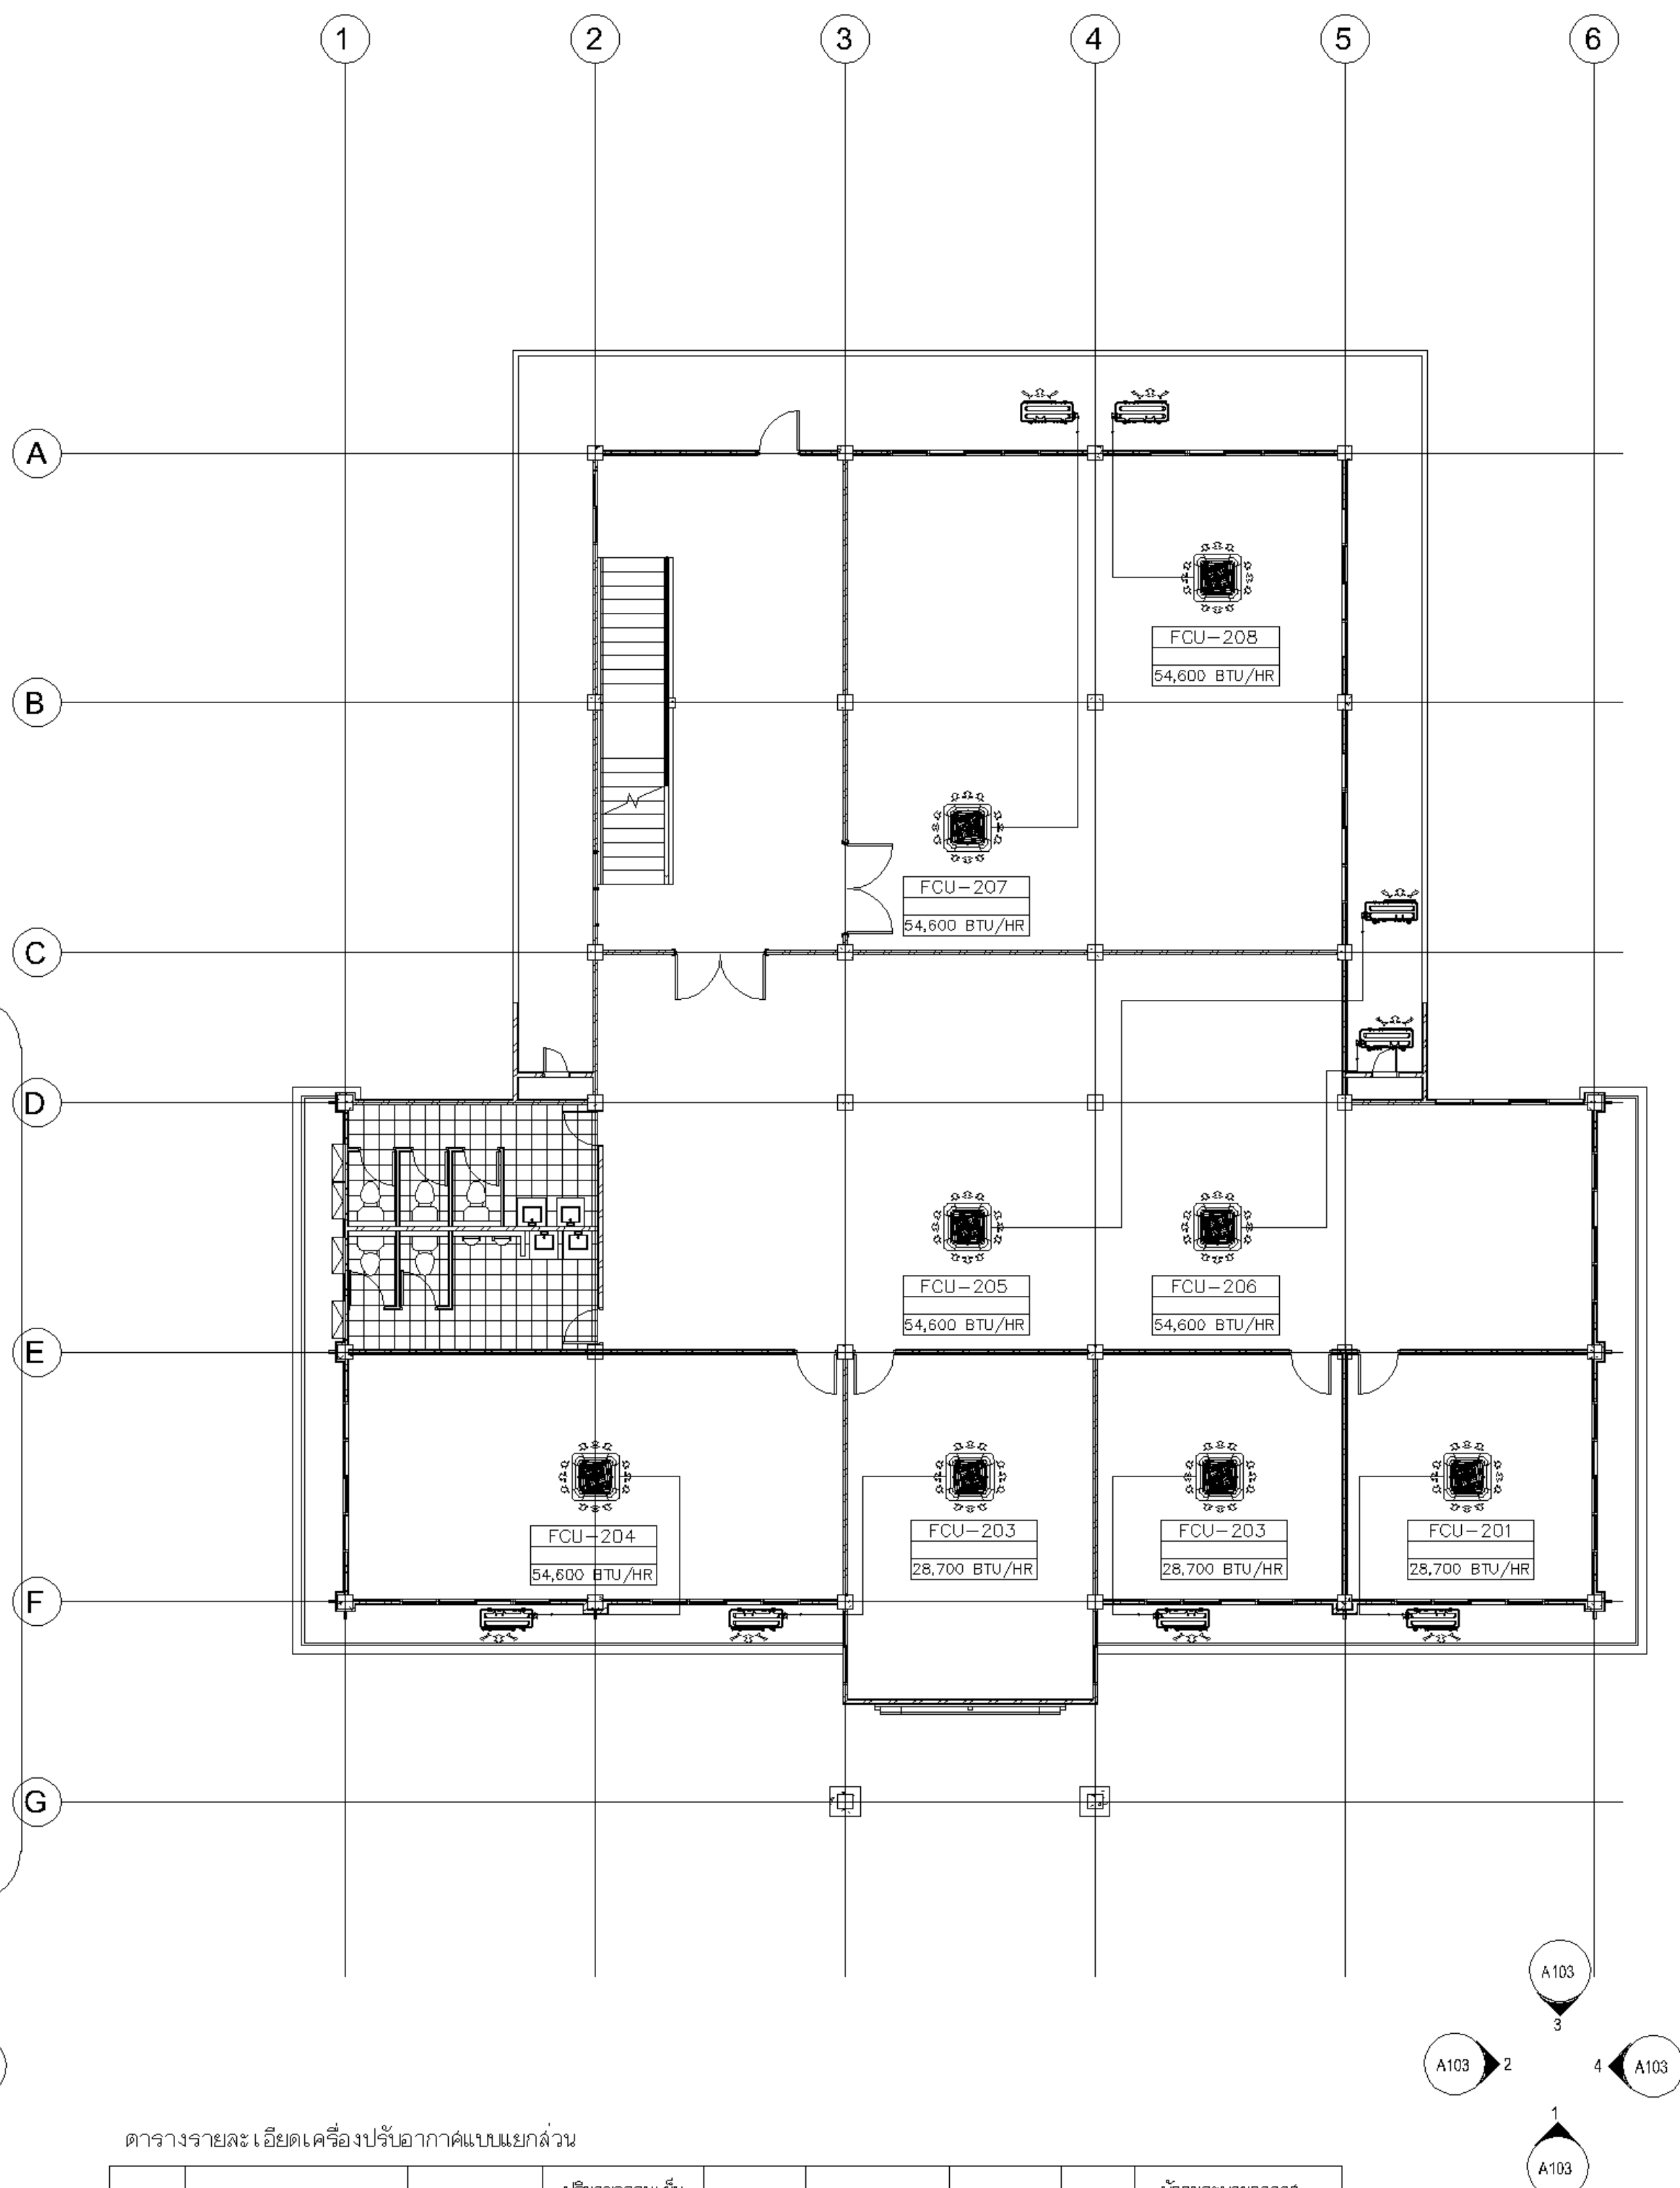 1 2 3 4 5 6
A
FCU-208
54,600 BTU/HR
B
FCU-207
54,600 BTU/HR
C
D
FCU-205
54,600 BTU/HR
FCU-206
54,600 BTU/HR
E
FCU-204
54,600 BTU/HR
FCU-203
28,700 BTU/HR
FCU-203
28,700 BTU/HR
FCU-201
28,700 BTU/HR
F
G
A103
3
A103 2
4 A103
1
A103
ตารางรายละเอียดเครื่องปรับอากาศแบบแยกส่วน